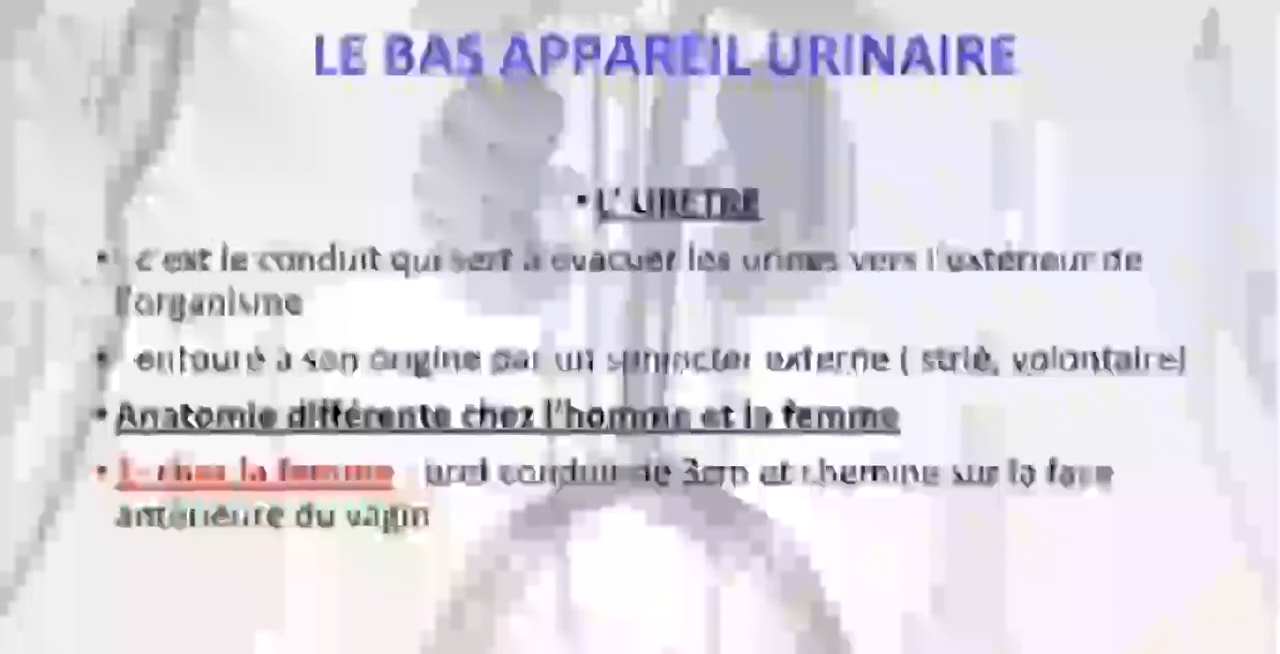 LE BAS APPAREIL URINAIRE
• L' URETRE
• c'est le conduit qui sert à évacuer les urines vers l'extérieur de
l'organisme
• entouré à son origine par un sphincter externe ( strié, volontaire)
• Anatomie différente chez l'homme et la femme
• 1- chez la femme conduit de 3cm et chemine sur la face
antérieure du vagin